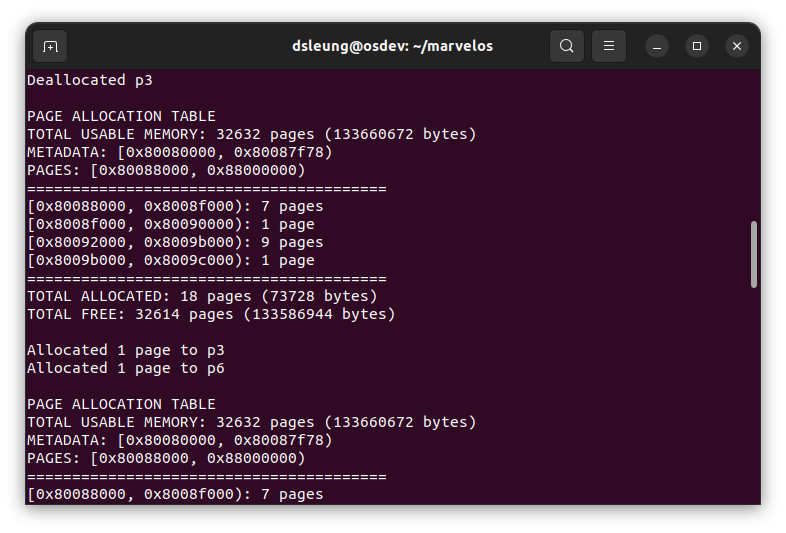 dsleung@osdev: ~/marvelos
Deallocated p3
PAGE ALLOCATION TABLE
TOTAL USABLE MEMORY: 32632 pages (133660672 bytes)
METADATA: [0x80080000, 0x80087f78)
PAGES: [0x80088000, 0x88000000)
========================================
[0x80088000, 0x8008f000): 7 pages
[0x8008f000, 0x80090000): 1 page
[0x80092000, 0x8009b000): 9 pages
[0x8009b000, 0x8009c000): 1 page
========================================
TOTAL ALLOCATED: 18 pages (73728 bytes)
TOTAL FREE: 32614 pages (133586944 bytes)
Allocated 1 page to p3
Allocated 1 page to p6
PAGE ALLOCATION TABLE
TOTAL USABLE MEMORY: 32632 pages (133660672 bytes)
METADATA: [0x80080000, 0x80087f78)
PAGES: [0x80088000, 0x88000000)
========================================
[0x80088000, 0x8008f000): 7 pages